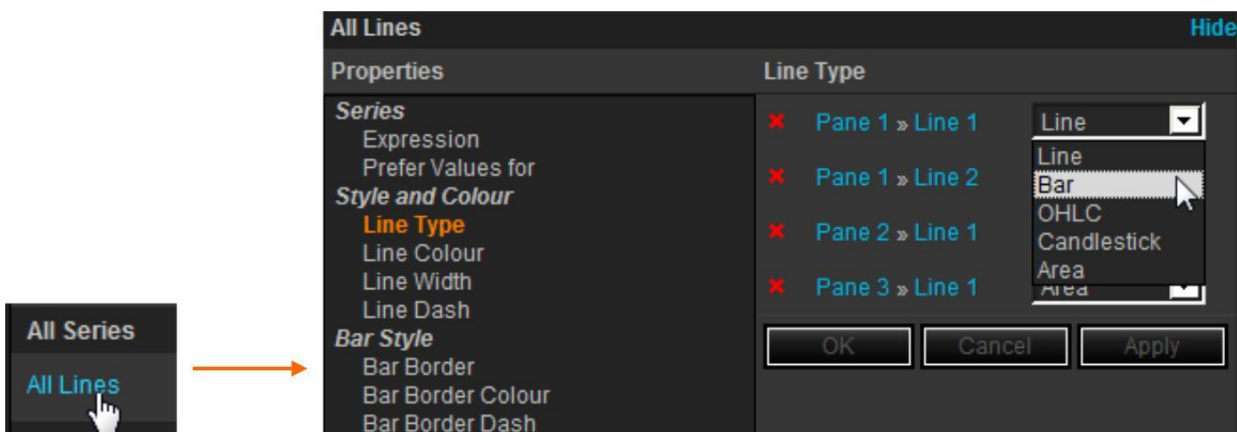 All Series
All Lines
All Lines
Hide
Properties
Series
Expression
Prefer Values for
Style and Colour
Line Type
Line Colour
Line Width
Line Dash
Bar Style
Bar Border
Bar Border Colour
Bar Border Dash
Line Type
× Pane 1 » Line 1 Line
× Pane 1 » Line 2
× Pane 2 » Line 1
× Pane 3 » Line 1 Area
Line
Bar
OHLC
Candlestick
Area
OK Cancel Apply